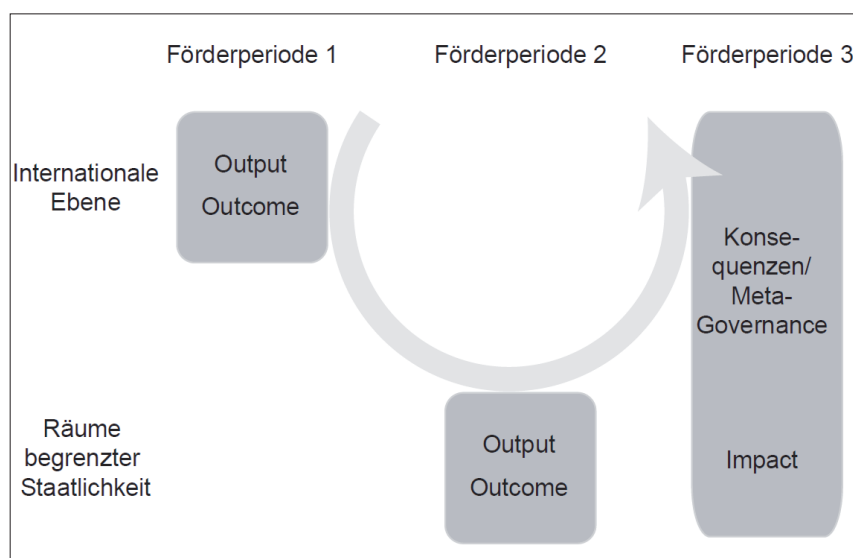 Förderperiode 1
Förderperiode 2
Förderperiode 3
Internationale
Ebene
Output
Outcome
Konse-
quenzen/
Meta-
Governance
Räume
begrenzter
Staatlichkeit
Output
Outcome
Impact